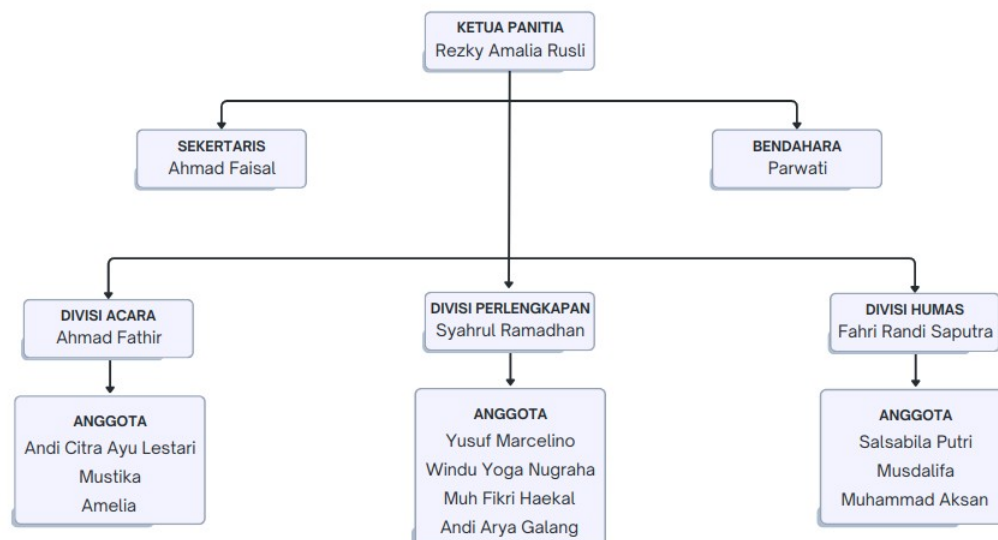 KETUA PANITIA
Rezky Amalia Rusli
SEKERTARIS
Ahmad Faisal
BENDAHARA
Parwati
DIVISI ACARA
Ahmad Fathir
DIVISI PERLENGKAPAN
Syahrul Ramadhan
DIVISI HUMAS
Fahri Randi Saputra
ANGGOTA
Andi Citra Ayu Lestari
Mustika
Amelia
ANGGOTA
Yusuf Marcelino
Windu Yoga Nugraha
Muh Fikri Haekal
Andi Arya Galang
ANGGOTA
Salsabila Putri
Musdalifa
Muhammad Aksan